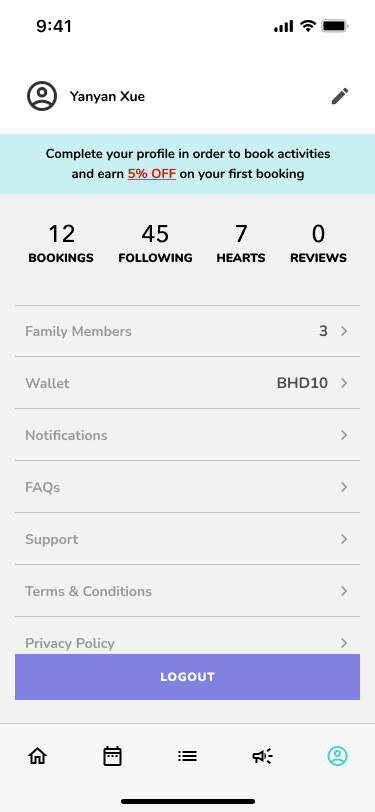 9:41
Yanyan Xue
Complete your profile in order to book activities
and earn 5% OFF on your first booking
12 45 7 0
BOOKINGS FOLLOWING HEARTS REVIEWS
Family Members 3
Wallet BHD10
Notifications
FAQs
Support
Terms & Conditions
Privacy Policy
LOGOUT